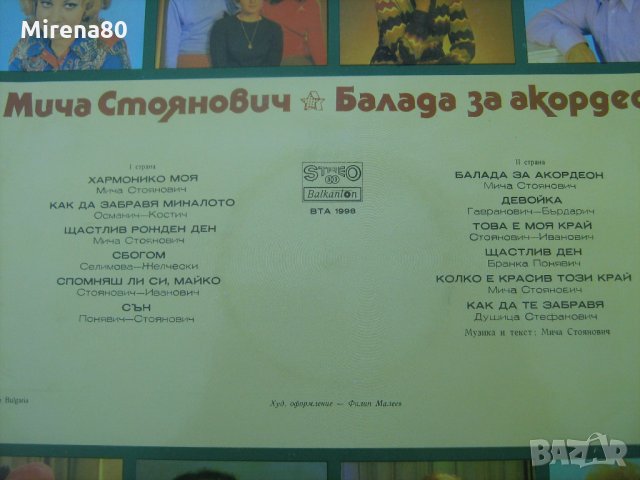 Mirena80
Мича Стоянович ★ Балада за акордео
I страна
ХАРМОНИКО МОЯ
Мича Стоянович
КАК ДА ЗАБРАВЯ МИНАЛОТО
Османич—Костич
ЩАСТЛИВ РОНДЕН ДЕН
Мича Стоянович
СБОГОМ
Селимова—Желчески
СПОМНЯШ ЛИ СИ, МАЙКО
Стоянович—Иванович
СЪН
Понявич—Стоянович
STEREO
Balkanton
ВТА 1998
II страна
БАЛАДА ЗА АКОРДЕОН
Мича Стоянович
ДЕВОЙКА
Гавранович—Бърдарич
ТОВА Е МОЯ КРАЙ
Стоянович—Иванович
ЩАСТЛИВ ДЕН
Бранка Понявич
КОЛКО Е КРАСИВ ТОЗИ КРАЙ
Мича Стоянович
КАК ДА ТЕ ЗАБРАВЯ
Душица Стефанович
Музика и текст: Мича Стоянович
Bulgaria
Худ. оформление — Филип Малеев
BAZAR